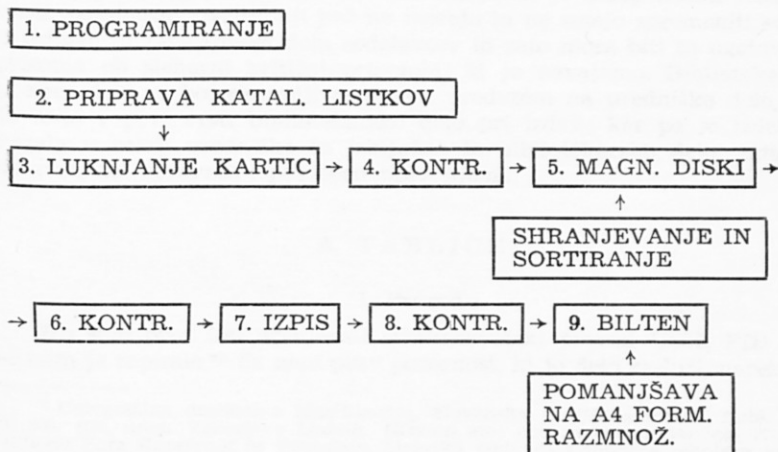 1. PROGRAMIRANJE
2. PRIPRAVA KATAL. LISTKOV
3. LUKNJANJE KARTIC → 4. KONTR. → 5. MAGN. DISKI →
SHRANJEVANJE IN
SORTIRANJE
→ 6. KONTR. → 7. IZPIS → 8. KONTR. → 9. BILTEN
POMANJŠAVA
NA A4 FORM.
RAZMNOŽ.